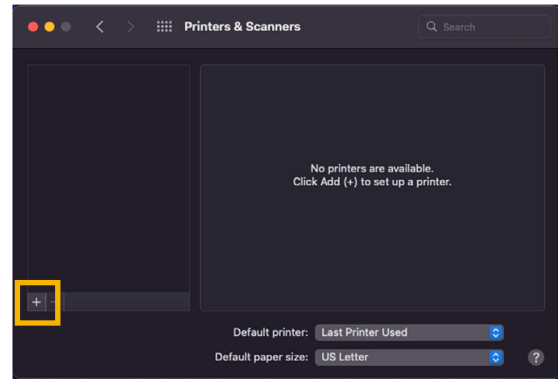 Printers & Scanners
Search
No printers are available.
Click Add (+) to set up a printer.
+ -
Default printer: Last Printer Used
Default paper size: US Letter
?